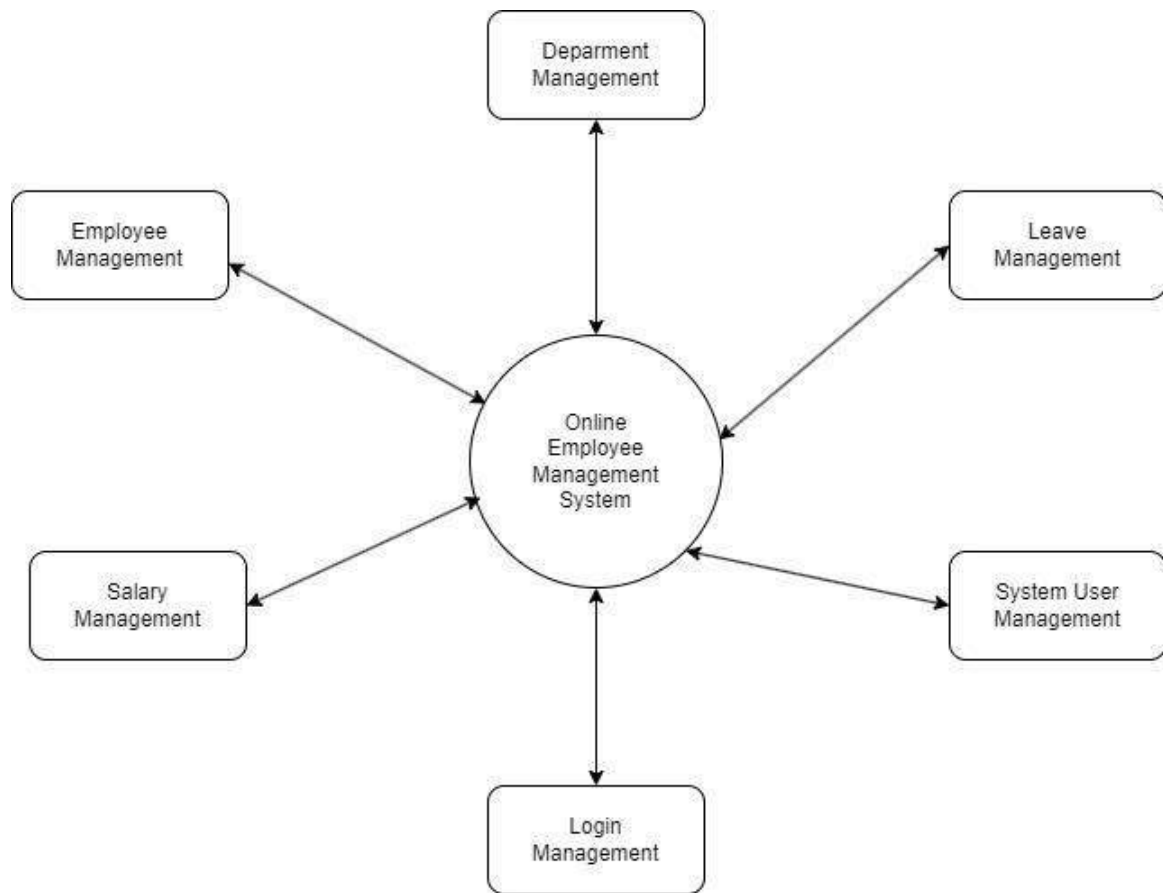 Deparment
Management
Employee
Management
Leave
Management
Online
Employee
Management
System
Salary
Management
System User
Management
Login
Management